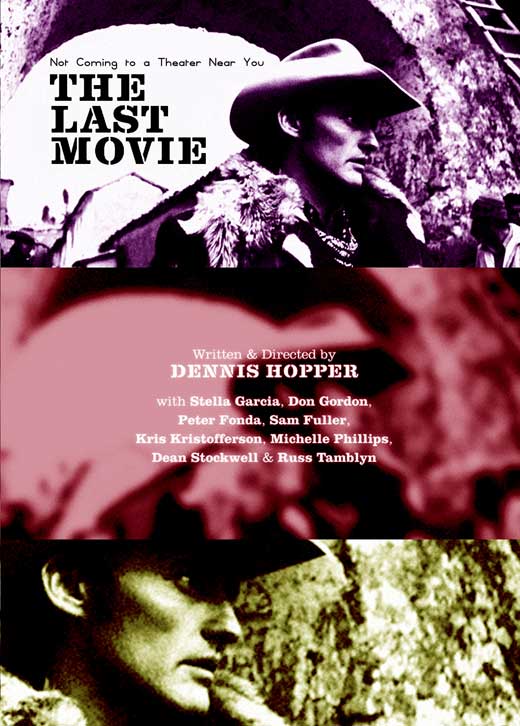 Not Coming to a Theater Near You
THE
LAST
MOVIE
Written & Directed by
DENNIS HOPPER
with Stella Garcia, Don Gordon,
Peter Fonda, Sam Fuller,
Kris Kristofferson, Michelle Phillips,
Dean Stockwell & Russ Tamblyn